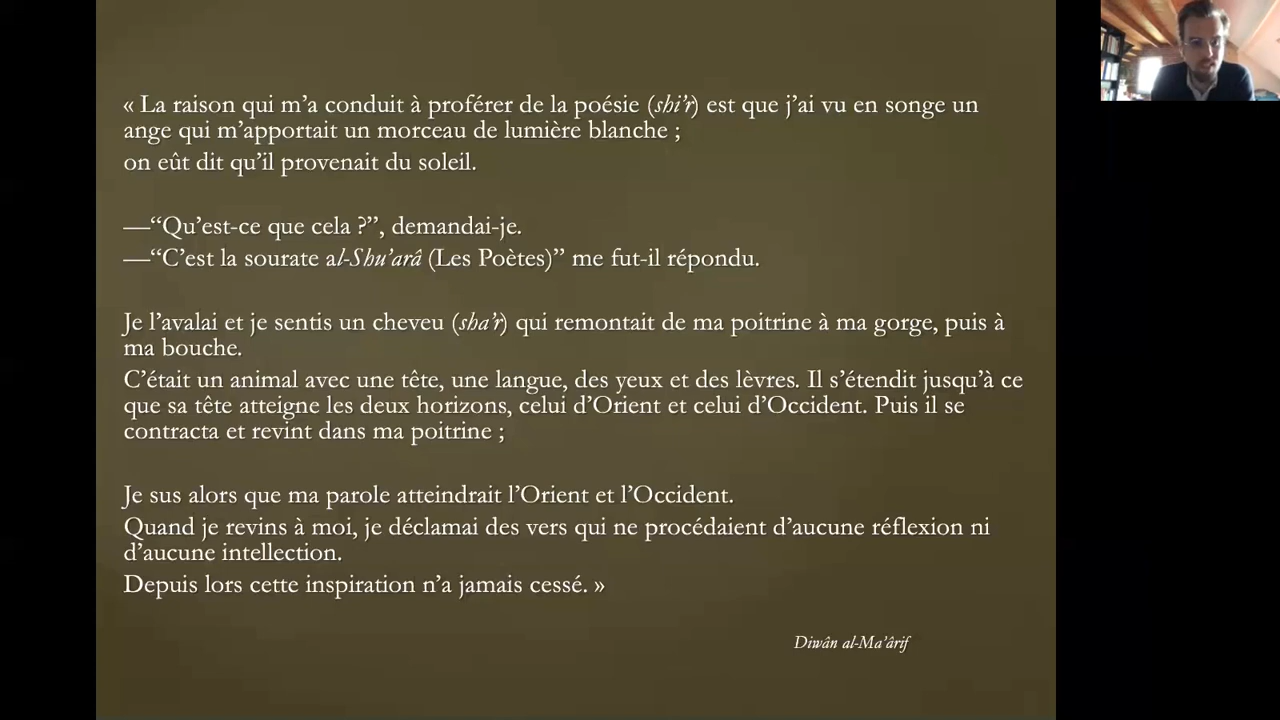 « La raison qui m’a conduit à proférer de la poésie (shi’r) est que j’ai vu en songe un
ange qui m’apportait un morceau de lumière blanche ;
on eût dit qu’il provenait du soleil.
—“Qu’est-ce que cela ?”, demandai-je.
—“C’est la sourate al-Shu’arâ (Les Poètes)” me fut-il répondu.
Je l’avalai et je sentis un cheveu (sha’r) qui remontait de ma poitrine à ma gorge, puis à
ma bouche.
C’était un animal avec une tête, une langue, des yeux et des lèvres. Il s’étendit jusqu’à ce
que sa tête atteigne les deux horizons, celui d’Orient et celui d’Occident. Puis il se
contracta et revint dans ma poitrine ;
Je sus alors que ma parole atteindrait l’Orient et l’Occident.
Quand je revins à moi, je déclamai des vers qui ne procédaient d’aucune réflexion ni
d’aucune intellection.
Depuis lors cette inspiration n’a jamais cessé. »
Diwân al-Ma’ârif